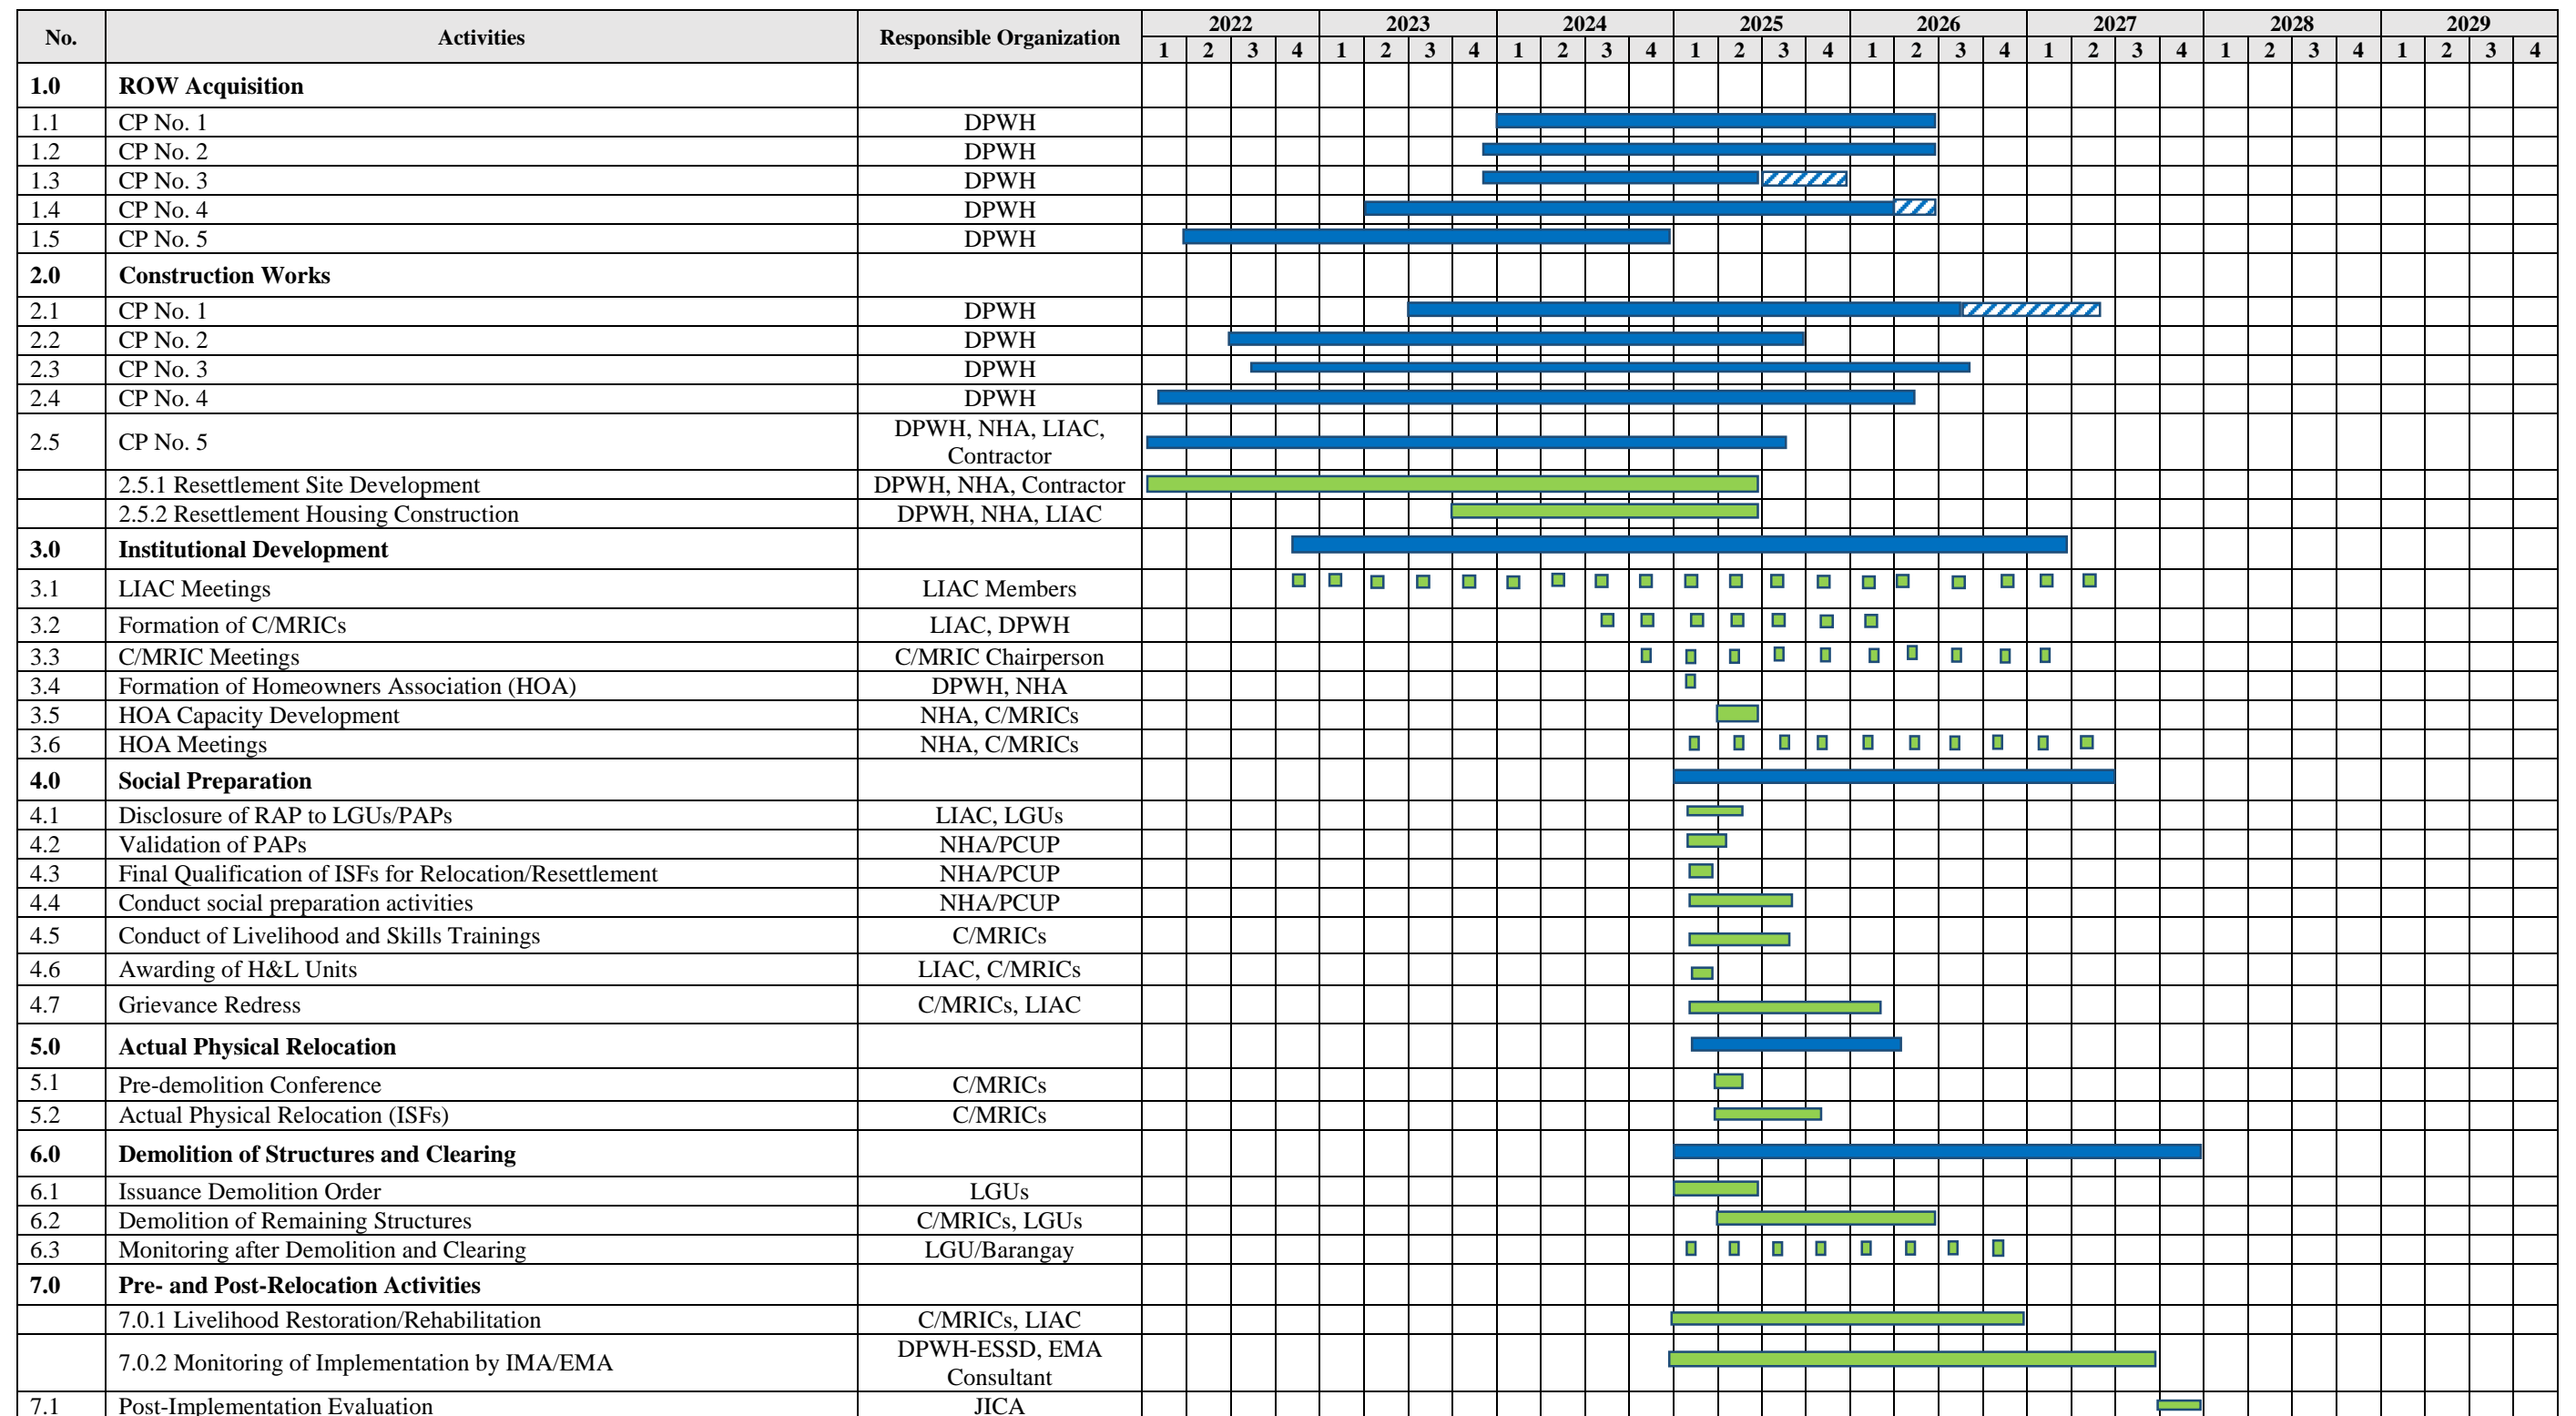 No. Activities Responsible Organization 2022 2023 2024 2025 2026 2027 2028 2029
1 2 3 4 1 2 3 4 1 2 3 4 1 2 3 4 1 2 3 4 1 2 3 4 1 2 3 4 1 2 3 4
1.0 ROW Acquisition
1.1 CP No. 1 DPWH
1.2 CP No. 2 DPWH
1.3 CP No. 3 DPWH
1.4 CP No. 4 DPWH
1.5 CP No. 5 DPWH
2.0 Construction Works
2.1 CP No. 1 DPWH
2.2 CP No. 2 DPWH
2.3 CP No. 3 DPWH
2.4 CP No. 4 DPWH
2.5 CP No. 5 DPWH, NHA, LIAC,
Contractor
2.5.1 Resettlement Site Development DPWH, NHA, Contractor
2.5.2 Resettlement Housing Construction DPWH, NHA, LIAC
3.0 Institutional Development
3.1 LIAC Meetings LIAC Members
3.2 Formation of C/MRICs LIAC, DPWH
3.3 C/MRIC Meetings C/MRIC Chairperson
3.4 Formation of Homeowners Association (HOA) DPWH, NHA
3.5 HOA Capacity Development NHA, C/MRICs
3.6 HOA Meetings NHA, C/MRICs
4.0 Social Preparation
4.1 Disclosure of RAP to LGUs/PAPs LIAC, LGUs
4.2 Validation of PAPs NHA/PCUP
4.3 Final Qualification of ISFs for Relocation/Resettlement NHA/PCUP
4.4 Conduct social preparation activities NHA/PCUP
4.5 Conduct of Livelihood and Skills Trainings C/MRICs
4.6 Awarding of H&L Units LIAC, C/MRICs
4.7 Grievance Redress C/MRICs, LIAC
5.0 Actual Physical Relocation
5.1 Pre-demolition Conference C/MRICs
5.2 Actual Physical Relocation (ISFs) C/MRICs
6.0 Demolition of Structures and Clearing
6.1 Issuance Demolition Order LGUs
6.2 Demolition of Remaining Structures C/MRICs, LGUs
6.3 Monitoring after Demolition and Clearing LGU/Barangay
7.0 Pre- and Post-Relocation Activities
7.0.1 Livelihood Restoration/Rehabilitation C/MRICs, LIAC
7.0.2 Monitoring of Implementation by IMA/EMA DPWH-ESSD, EMA
Consultant
7.1 Post-Implementation Evaluation JICA